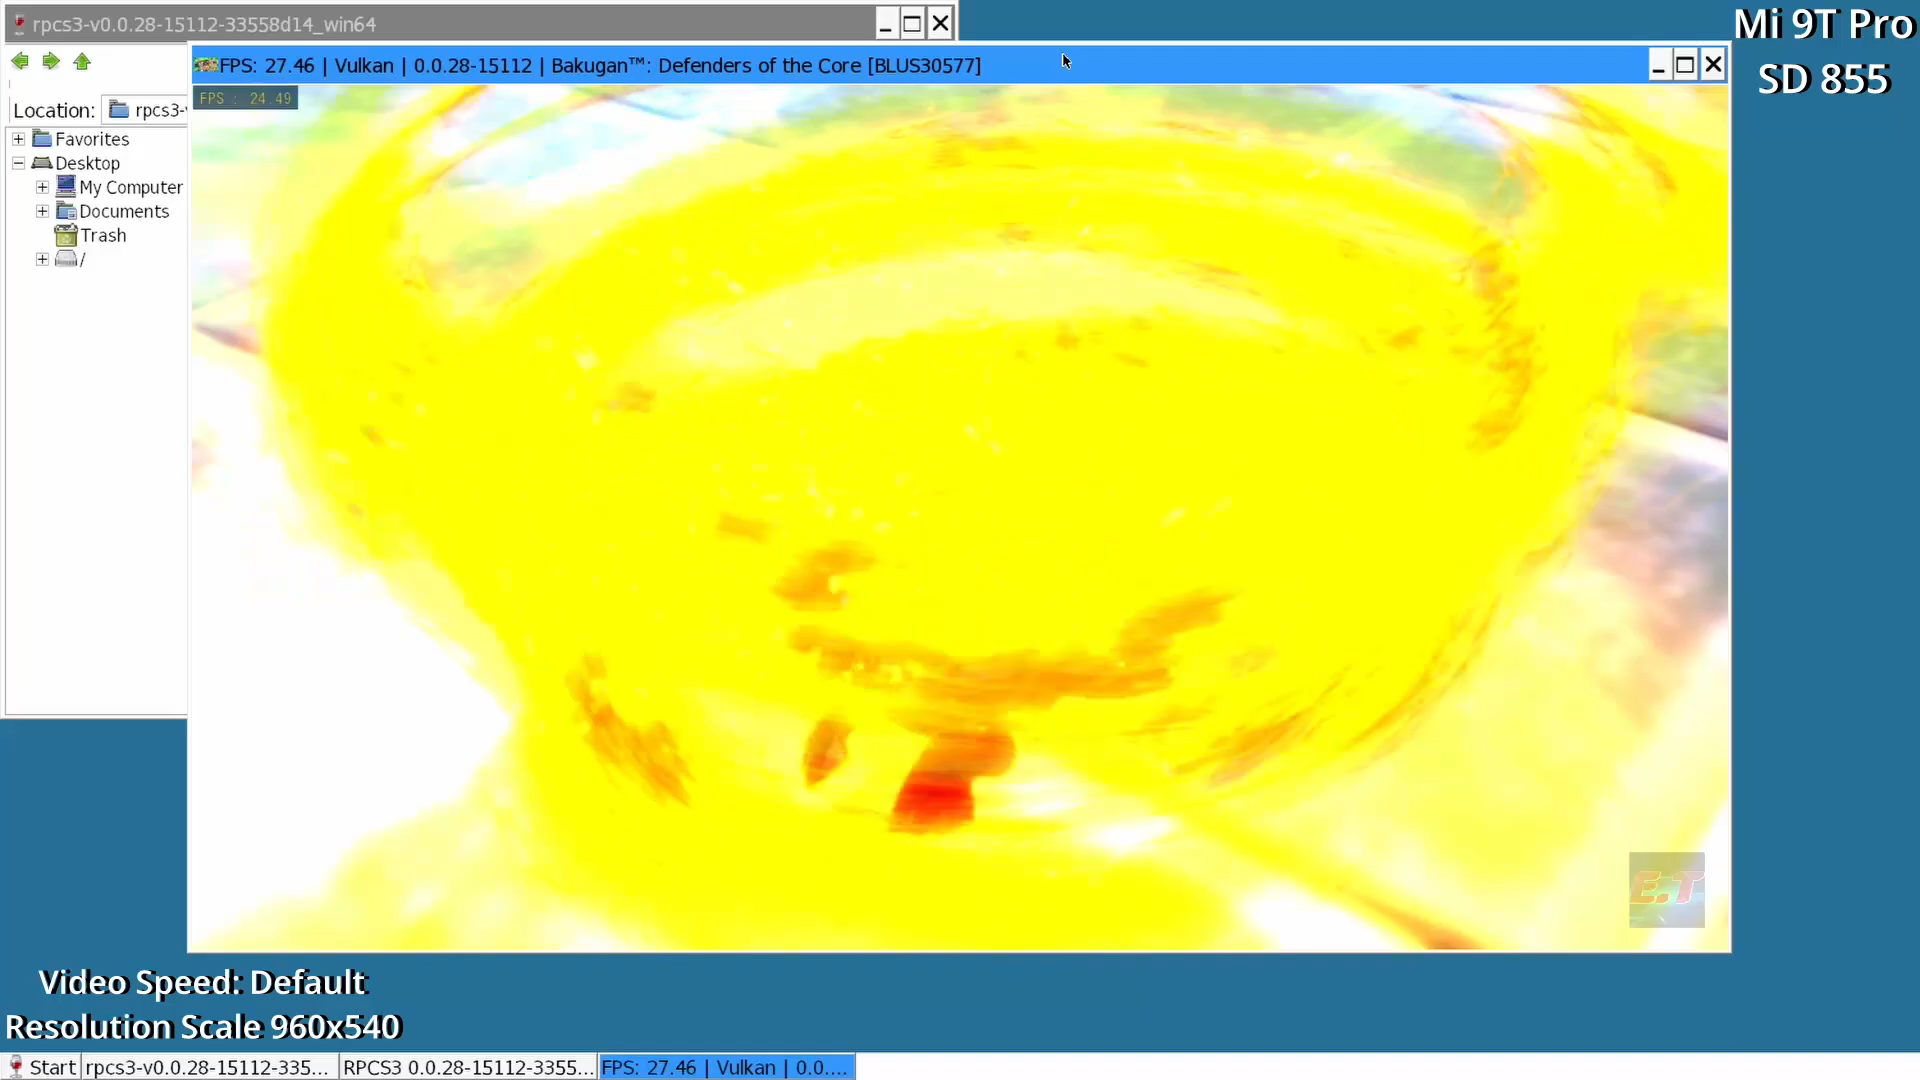 rpcs3-v0.0.28-15112-33558d14_win64
Mi 9T Pro
SD 855
FPS: 27.46 | Vulkan | 0.0.28-15112 | Bakugan™: Defenders of the Core [BLUS30577]
FPS : 24.49
Location: rpcs3-
Favorites
Desktop
My Computer
Documents
Trash
/
E.T
Video Speed: Default
Resolution Scale 960x540
Start rpcs3-v0.0.28-15112-335... RPCS3 0.0.28-15112-3355... FPS: 27.46 | Vulkan | 0.0....